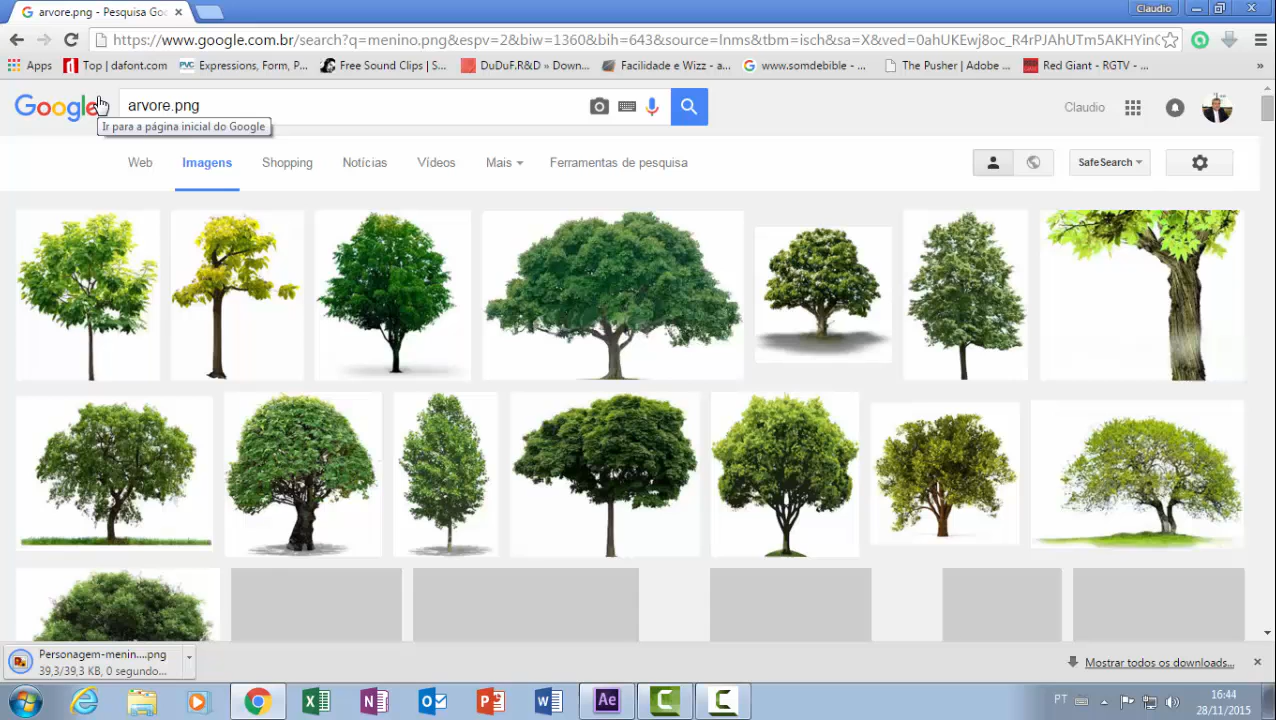 arvore.png - Pesquisa Goo
Claudio
https://www.google.com.br/search?q=menino.png&espv=2&biw=1360&bih=643&source=lnms&tbm=isch&sa=X&ved=0ahUKEwj8oc_R4rPJAhUTm5AKHYin
Apps
Top | dafont.com
PVC Expressions, Form, P...
Free Sound Clips | S...
DuDuF.R&D » Down...
Facilidade e Wizz - a...
www.somdebible - ...
The Pusher | Adobe ...
Red Giant - RGTV - ...
»
Google
arvore.png
Claudio
Ir para a página inicial do Google
Web
Imagens
Shopping
Notícias
Vídeos
Mais
Ferramentas de pesquisa
SafeSearch
Personagem-menin....png
39,3/39,3 KB, 0 segundo...
Mostrar todos os downloads...
Ae
PT
16:44
28/11/2015